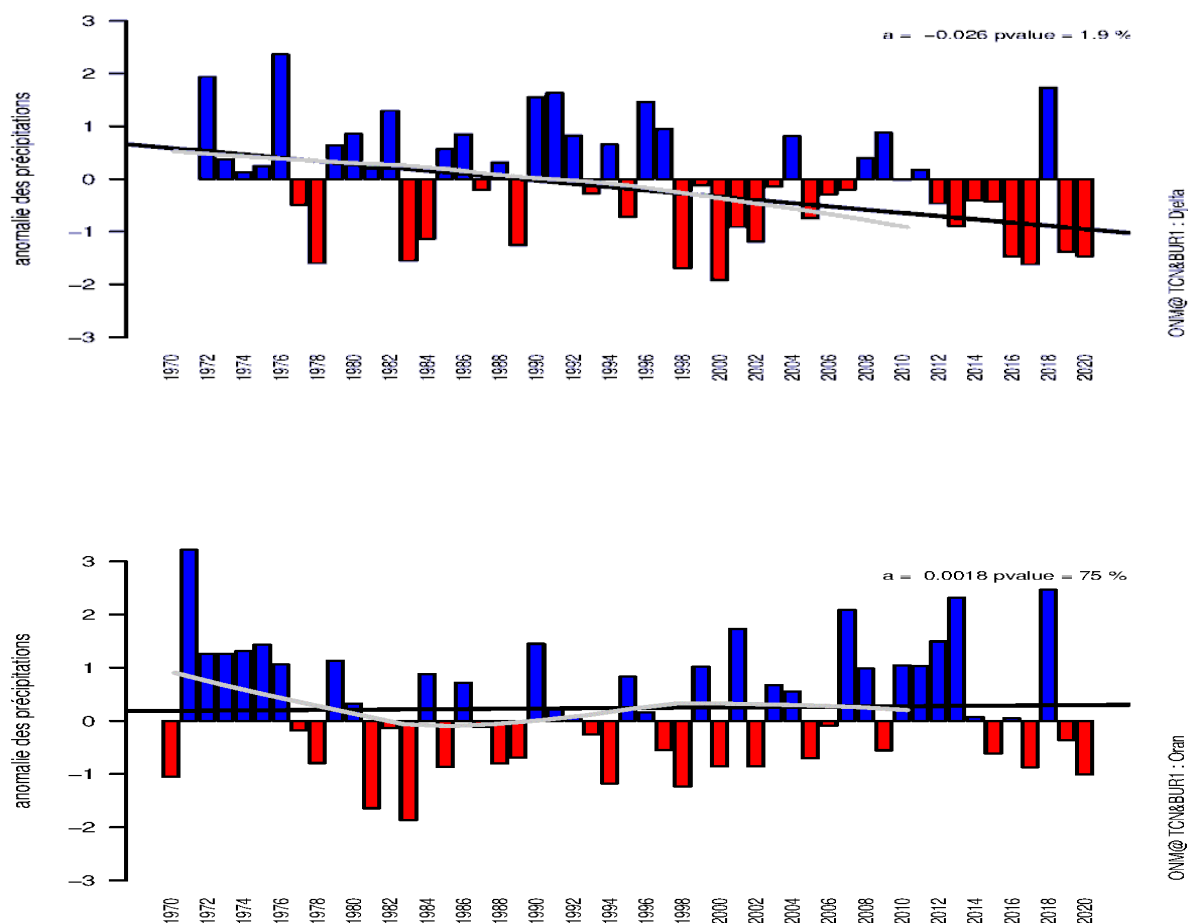 a = −0.026 pvalue = 1.9 %
anomalie des précipitations
3
2
1
0
−1
−2
−3
1970 1972 1974 1976 1978 1980 1982 1984 1986 1988 1990 1992 1994 1996 1998 2000 2002 2004 2006 2008 2010 2012 2014 2016 2018 2020
ONM@ TCN&BUR1 : Djelfa
a = 0.0018 pvalue = 75 %
anomalie des précipitations
3
2
1
0
−1
−2
−3
1970 1972 1974 1976 1978 1980 1982 1984 1986 1988 1990 1992 1994 1996 1998 2000 2002 2004 2006 2008 2010 2012 2014 2016 2018 2020
ONM@ TCN&BUR1 : Oran